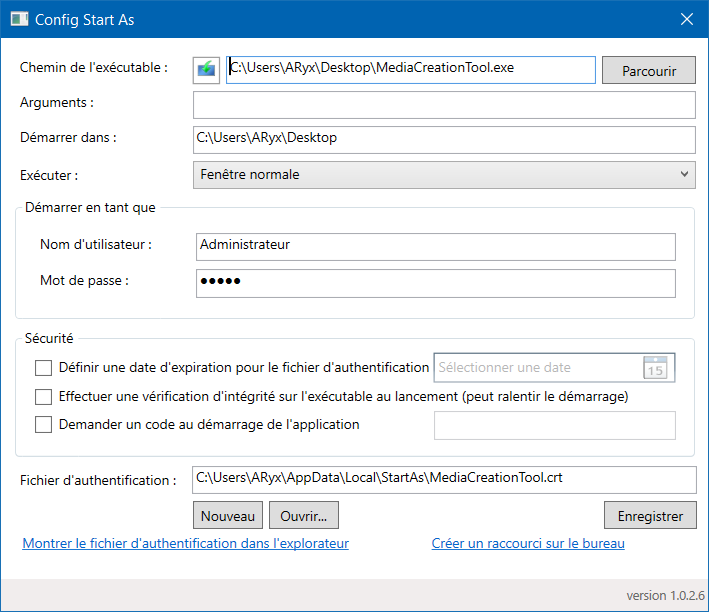 Config Start As
Chemin de l'exécutable : C:\Users\ARyx\Desktop\MediaCreationTool.exe Parcourir
Arguments :
Démarrer dans : C:\Users\ARyx\Desktop
Exécuter : Fenêtre normale
Démarrer en tant que
Nom d'utilisateur : Administrateur
Mot de passe : •••••
Sécurité
Définir une date d'expiration pour le fichier d'authentification Sélectionner une date 15
Effectuer une vérification d'intégrité sur l'exécutable au lancement (peut ralentir le démarrage)
Demander un code au démarrage de l'application
Fichier d'authentification : C:\Users\ARyx\AppData\Local\StartAs\MediaCreationTool.crt
Nouveau Ouvrir... Enregistrer
Montrer le fichier d'authentification dans l'explorateur Créer un raccourci sur le bureau
version 1.0.2.6